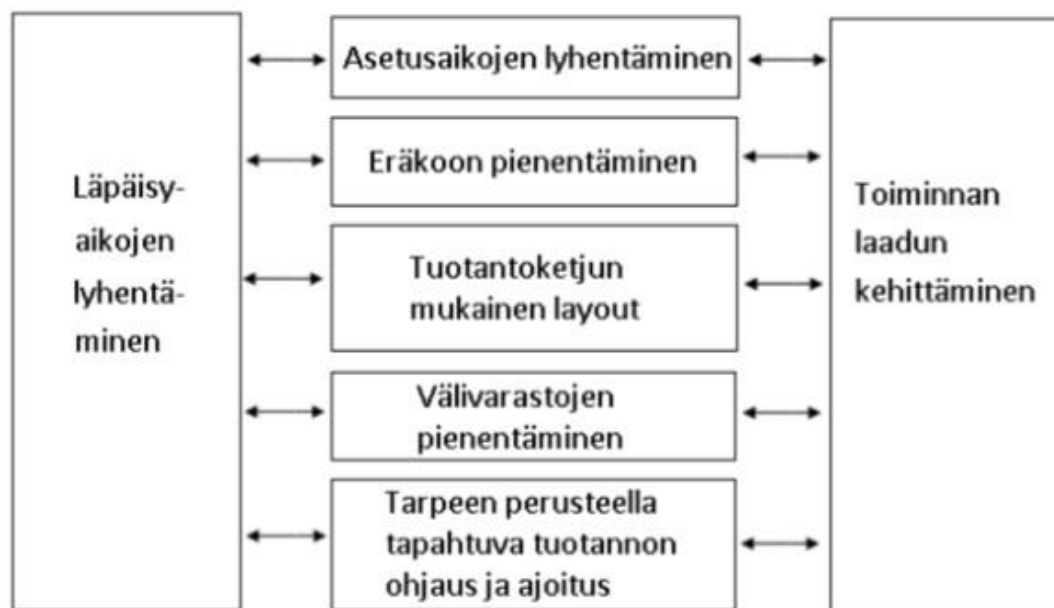 Läpäisy-
aikojen
lyhentä-
minen
Asetusaikojen lyhentäminen
Eräkoon pienentäminen
Tuotantoketjun
mukainen layout
Välivarastojen
pienentäminen
Tarpeen perusteella
tapahtuva tuotannon
ohjaus ja ajoitus
Toiminnan
laadun
kehittäminen